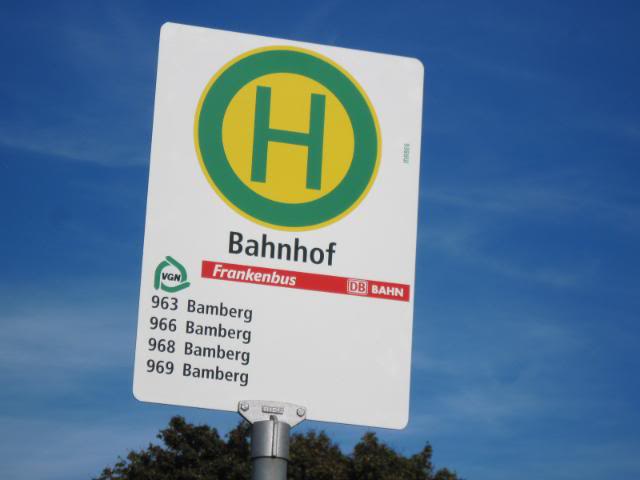 H
Bahnhof
VGN Frankenbus DB BAHN
963 Bamberg
966 Bamberg
968 Bamberg
969 Bamberg